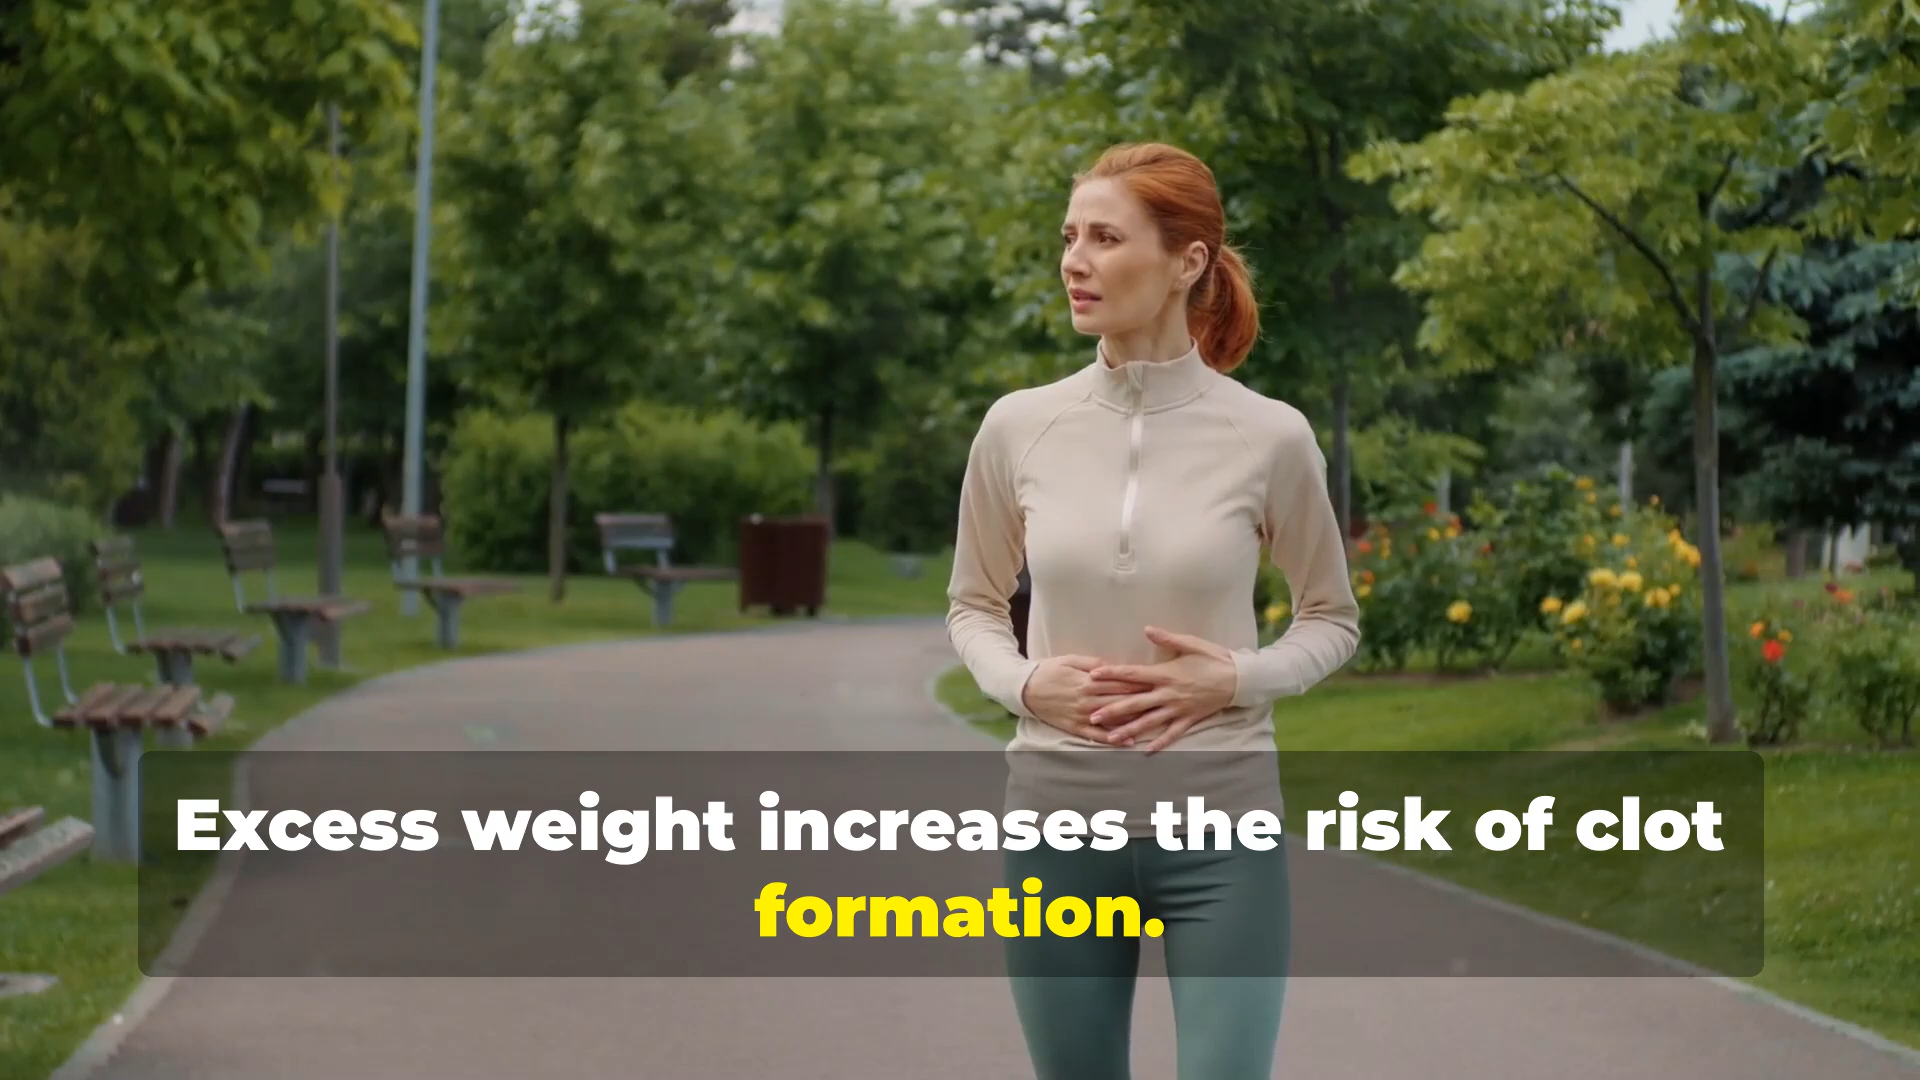 Excess weight increases the risk of clot
formation.